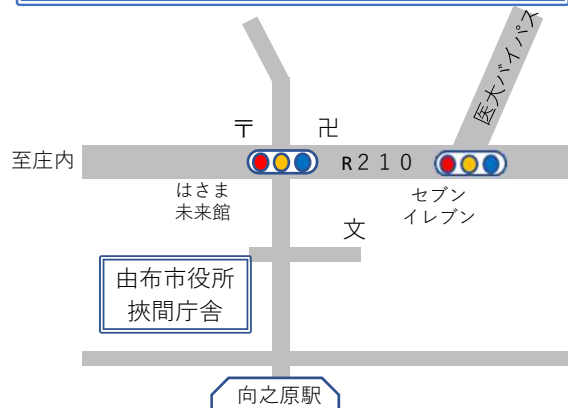 医大バイパス
〒
卍
至庄内
R210
はさま
未来館
セブン
イレブン
文
由布市役所
挾間庁舎
向之原駅